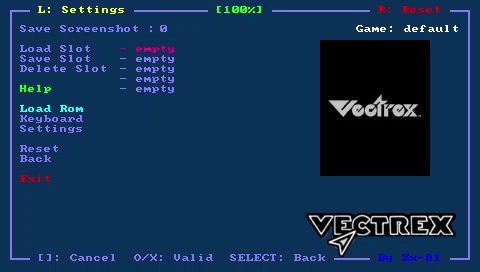 L: Settings [100%] R: Reset
Save Screenshot : 0 Game: default
Load Slot - empty
Save Slot - empty
Delete Slot - empty
- empty
Help - empty
Load Rom
Keyboard
Settings
Reset
Back
Exit
Vectrex
VECTREX
[]: Cancel O/X: Valid SELECT: Back By Zx-81